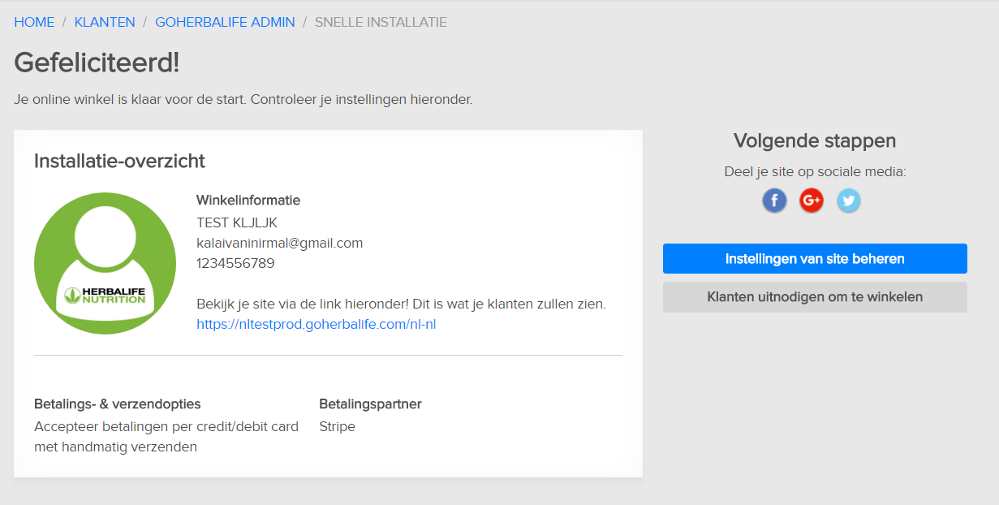 HOME / KLANTEN / GOHERBALIFE ADMIN / SNELLE INSTALLATIE
Gefeliciteerd!
Je online winkel is klaar voor de start. Controleer je instellingen hieronder.
Installatie-overzicht
HERBALIFE
NUTRITION
Winkelinformatie
TEST KLJLJK
kalaivaninirmal@gmail.com
1234556789
Bekijk je site via de link hieronder! Dit is wat je klanten zullen zien.
https://nltestprod.goherbalife.com/nl-nl
Betalings- & verzendopties
Accepteer betalingen per credit/debit card
met handmatig verzenden
Betalingspartner
Stripe
Volgende stappen
Deel je site op sociale media:
f G+
Instellingen van site beheren
Klanten uitnodigen om te winkelen